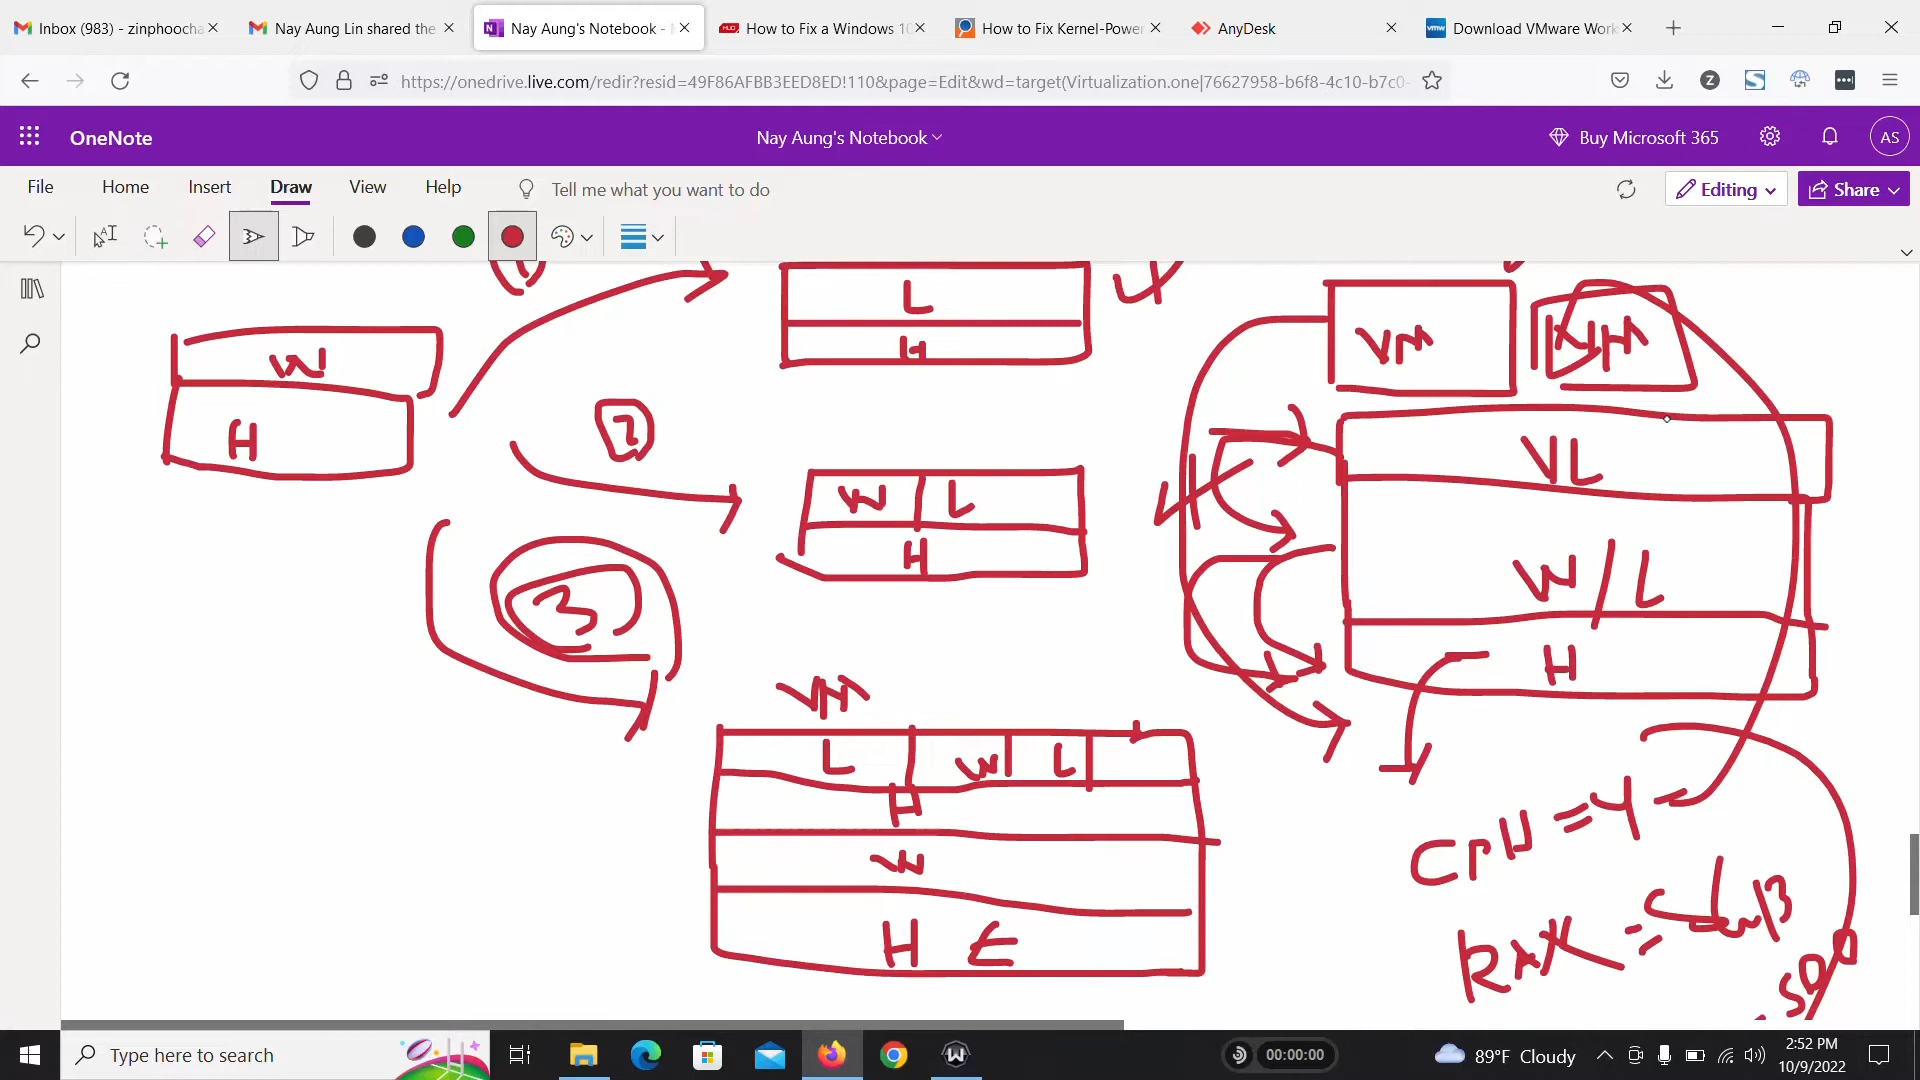 Inbox (983) - zinphoocha
Nay Aung Lin shared the
Nay Aung's Notebook -
How to Fix a Windows 10
How to Fix Kernel-Power
AnyDesk
Download VMware Work
https://onedrive.live.com/redir?resid=49F86AFBB3EED8ED!110&page=Edit&wd=target(Virtualization.one|76627958-b6f8-4c10-b7c0-
OneNote
Nay Aung's Notebook
Buy Microsoft 365
AS
File Home Insert Draw View Help
Tell me what you want to do
Editing
Share
L
H
W
H
2
W L
H
3
VM
L W L
H
W
H
VM
VM
VL
W/L
H
CPU = 4
RAM =
Type here to search
00:00:00
89°F Cloudy
2:52 PM
10/9/2022